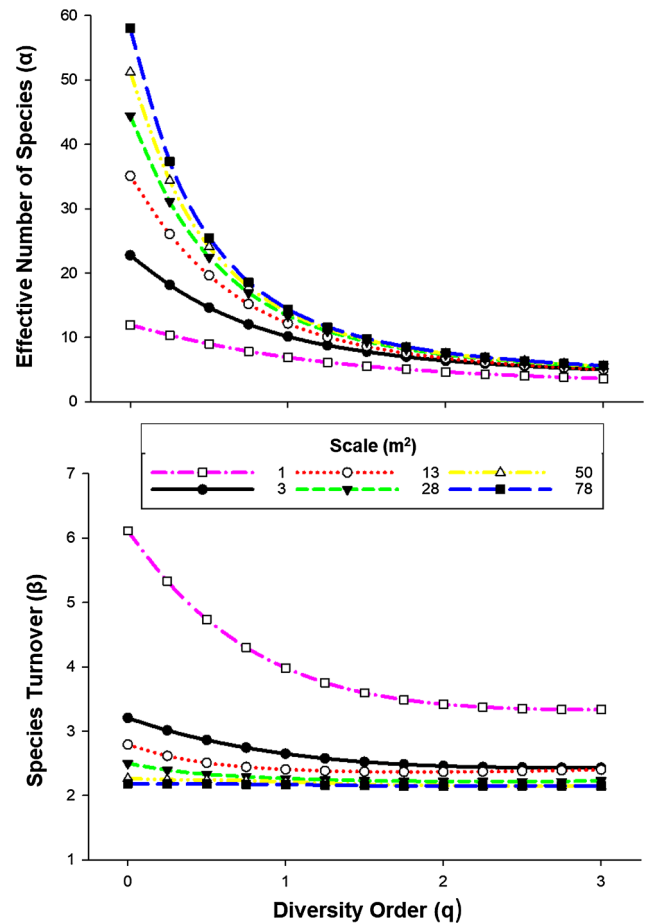 Effective Number of Species (α)
60
50
40
30
20
10
0
Scale (m²)
1 13 50
3 28 78
Species Turnover (β)
7
6
5
4
3
2
1
0 1 2 3
Diversity Order (q)